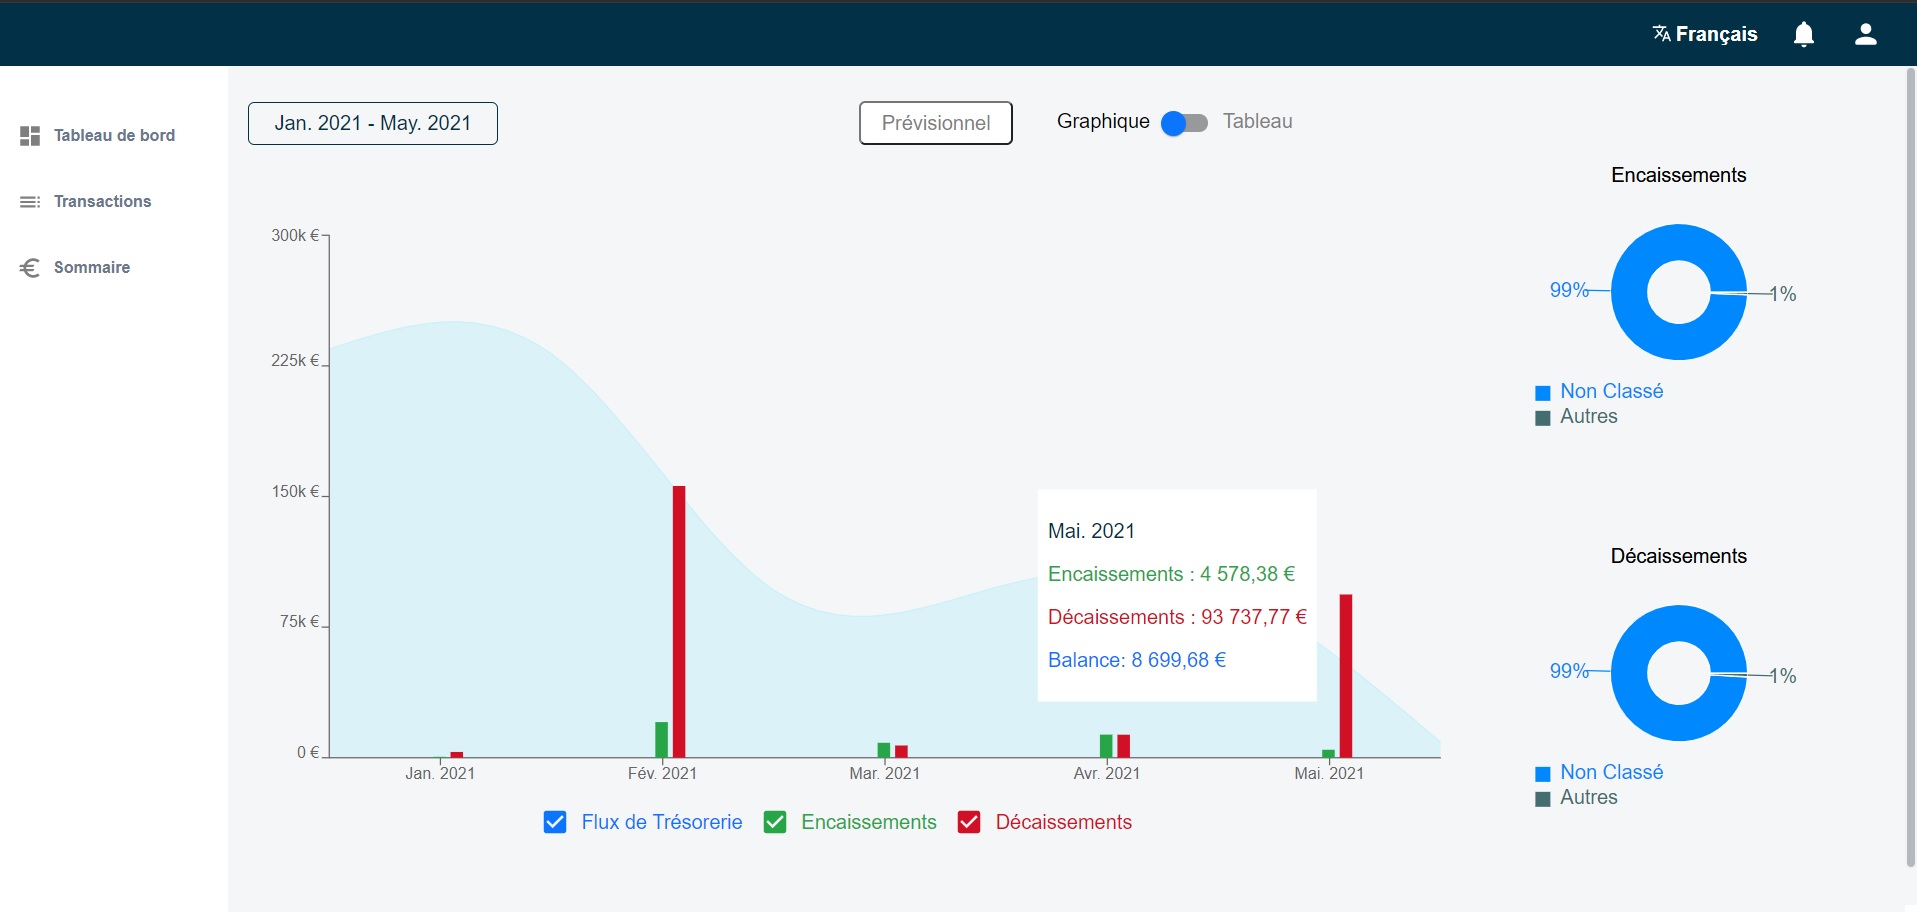 Français
Tableau de bord
Transactions
Sommaire
Jan. 2021 - May. 2021
Prévisionnel
Graphique
Tableau
300k €
225k €
150k €
75k €
0 €
Jan. 2021
Fév. 2021
Mar. 2021
Avr. 2021
Mai. 2021
Mai. 2021
Encaissements : 4 578,38 €
Décaissements : 93 737,77 €
Balance: 8 699,68 €
Flux de Trésorerie
Encaissements
Décaissements
Encaissements
99%
1%
Non Classé
Autres
Décaissements
99%
1%
Non Classé
Autres